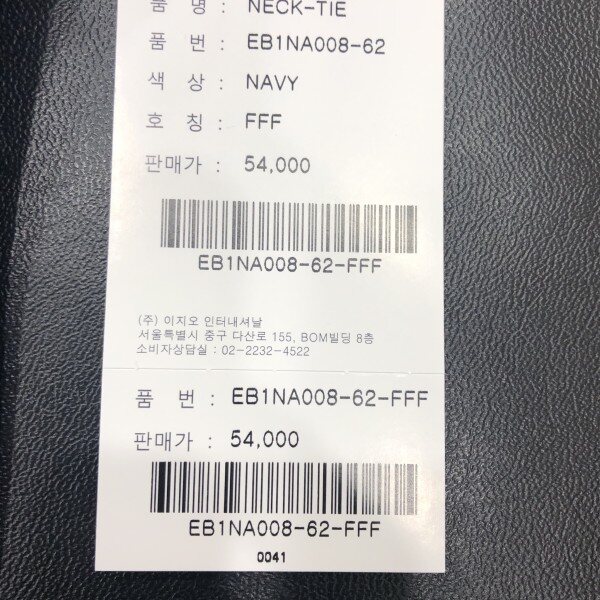 품 명 : NECK-TIE
품 번 : EB1NA008-62
색 상 : NAVY
호 칭 : FFF
판매가 : 54,000
EB1NA008-62-FFF
(주) 이지오 인터내셔날
서울특별시 중구 다산로 155, BOM빌딩 8층
소비자상담실 : 02-2232-4522
품 번 : EB1NA008-62-FFF
판매가 : 54,000
EB1NA008-62-FFF
0041